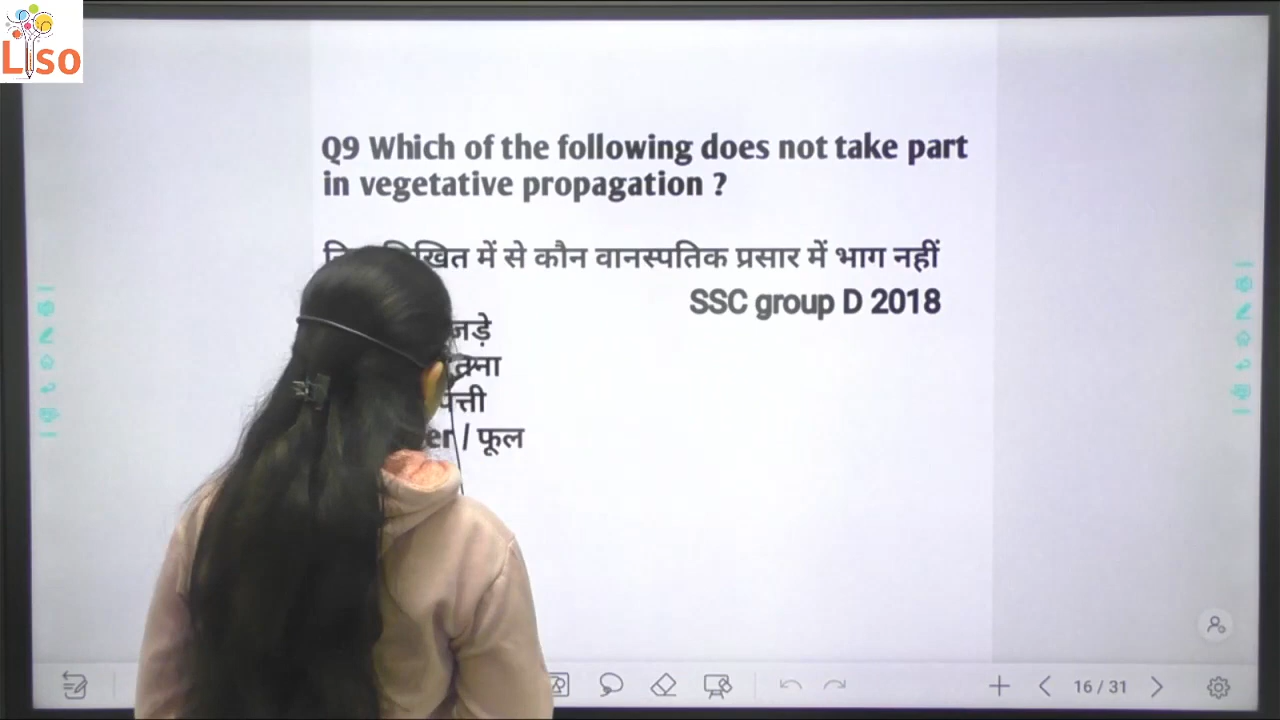 Liso
Q9 Which of the following does not take part
in vegetative propagation ?
में से कौन वानस्पतिक प्रसार में भाग नहीं
SSC group D 2018
जड़े
तना
पत्ती
/ फूल
16 / 31